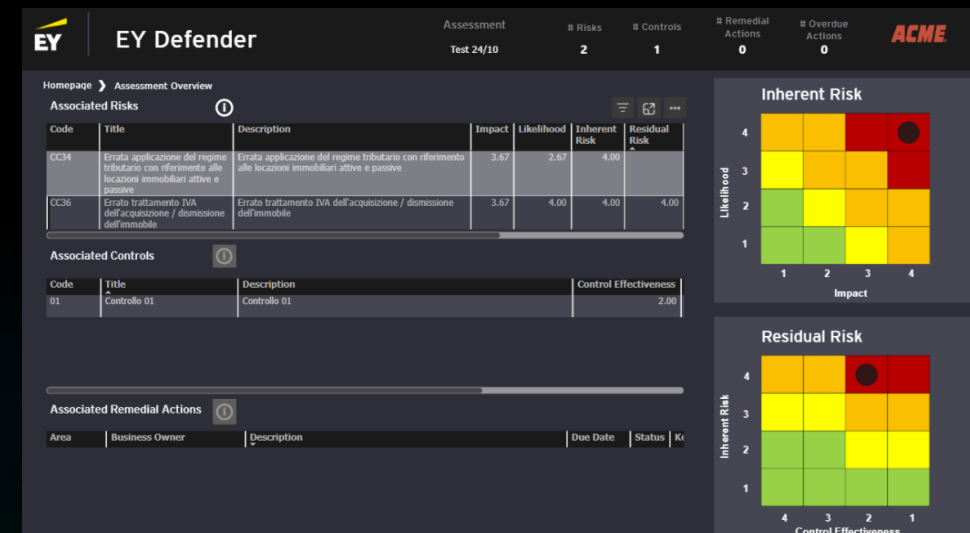 EY
EY Defender
Assessment
Test 24/10
# Risks
2
# Controls
1
# Remedial
Actions
0
# Overdue
Actions
0
ACME
Homepage ❯ Assessment Overview
Associated Risks
Code Title Description Impact Likelihood Inherent Risk Residual Risk
CC34 Errata applicazione del regime Errata applicazione del regime tributario con riferimento 3.67 2.67 4.00
tributario con riferimento alle alle locazioni immobiliari attive e passive
locazioni immobiliari attive e
passive
CC36 Errato trattamento IVA Errato trattamento IVA dell'acquisizione / dismissione 3.67 4.00 4.00 4.00
dell'acquisizione / dismissione dell'immobile
dell'immobile
Associated Controls
Code Title Description Control Effectiveness
01 Controllo 01 Controllo 01 2.00
Associated Remedial Actions
Area Business Owner Description Due Date Status
Inherent Risk
Likelihood
4
3
2
1
1 2 3 4
Impact
Residual Risk
Inherent Risk
4
3
2
1
4 3 2 1
Control Effectiveness